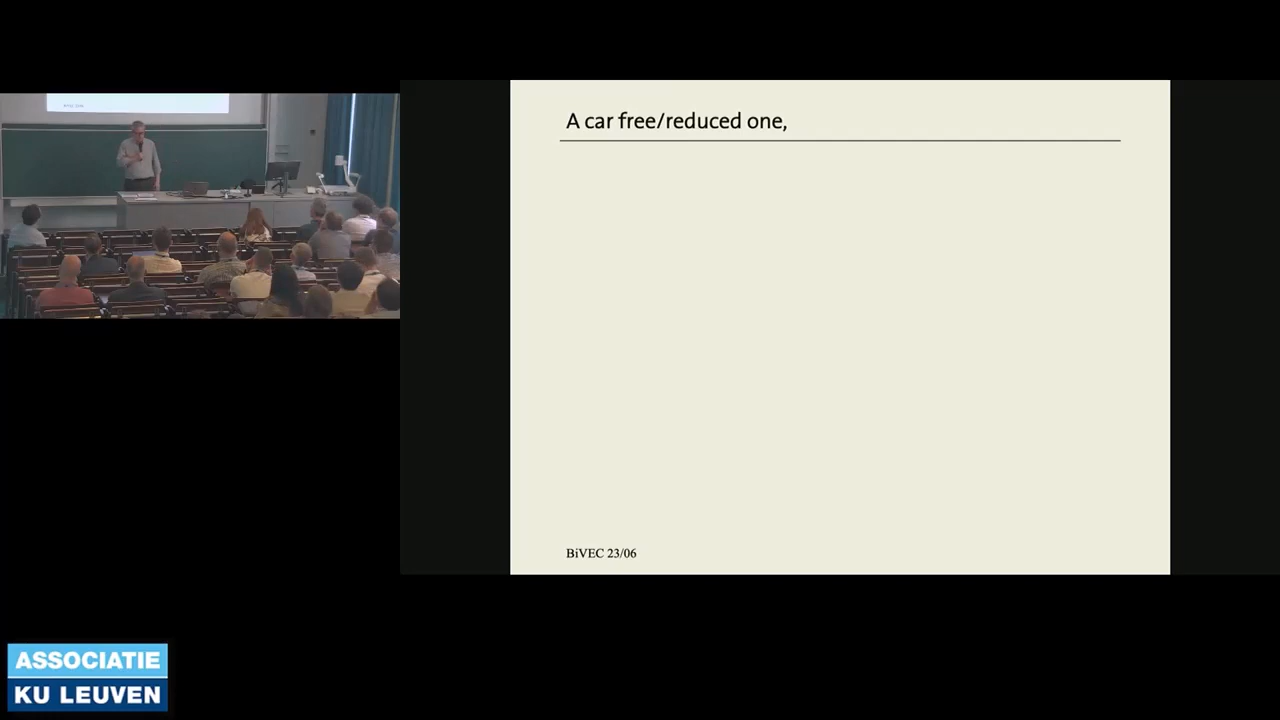 A car free/reduced one,
BiVEC 23/06
ASSOCIATIE
KU LEUVEN